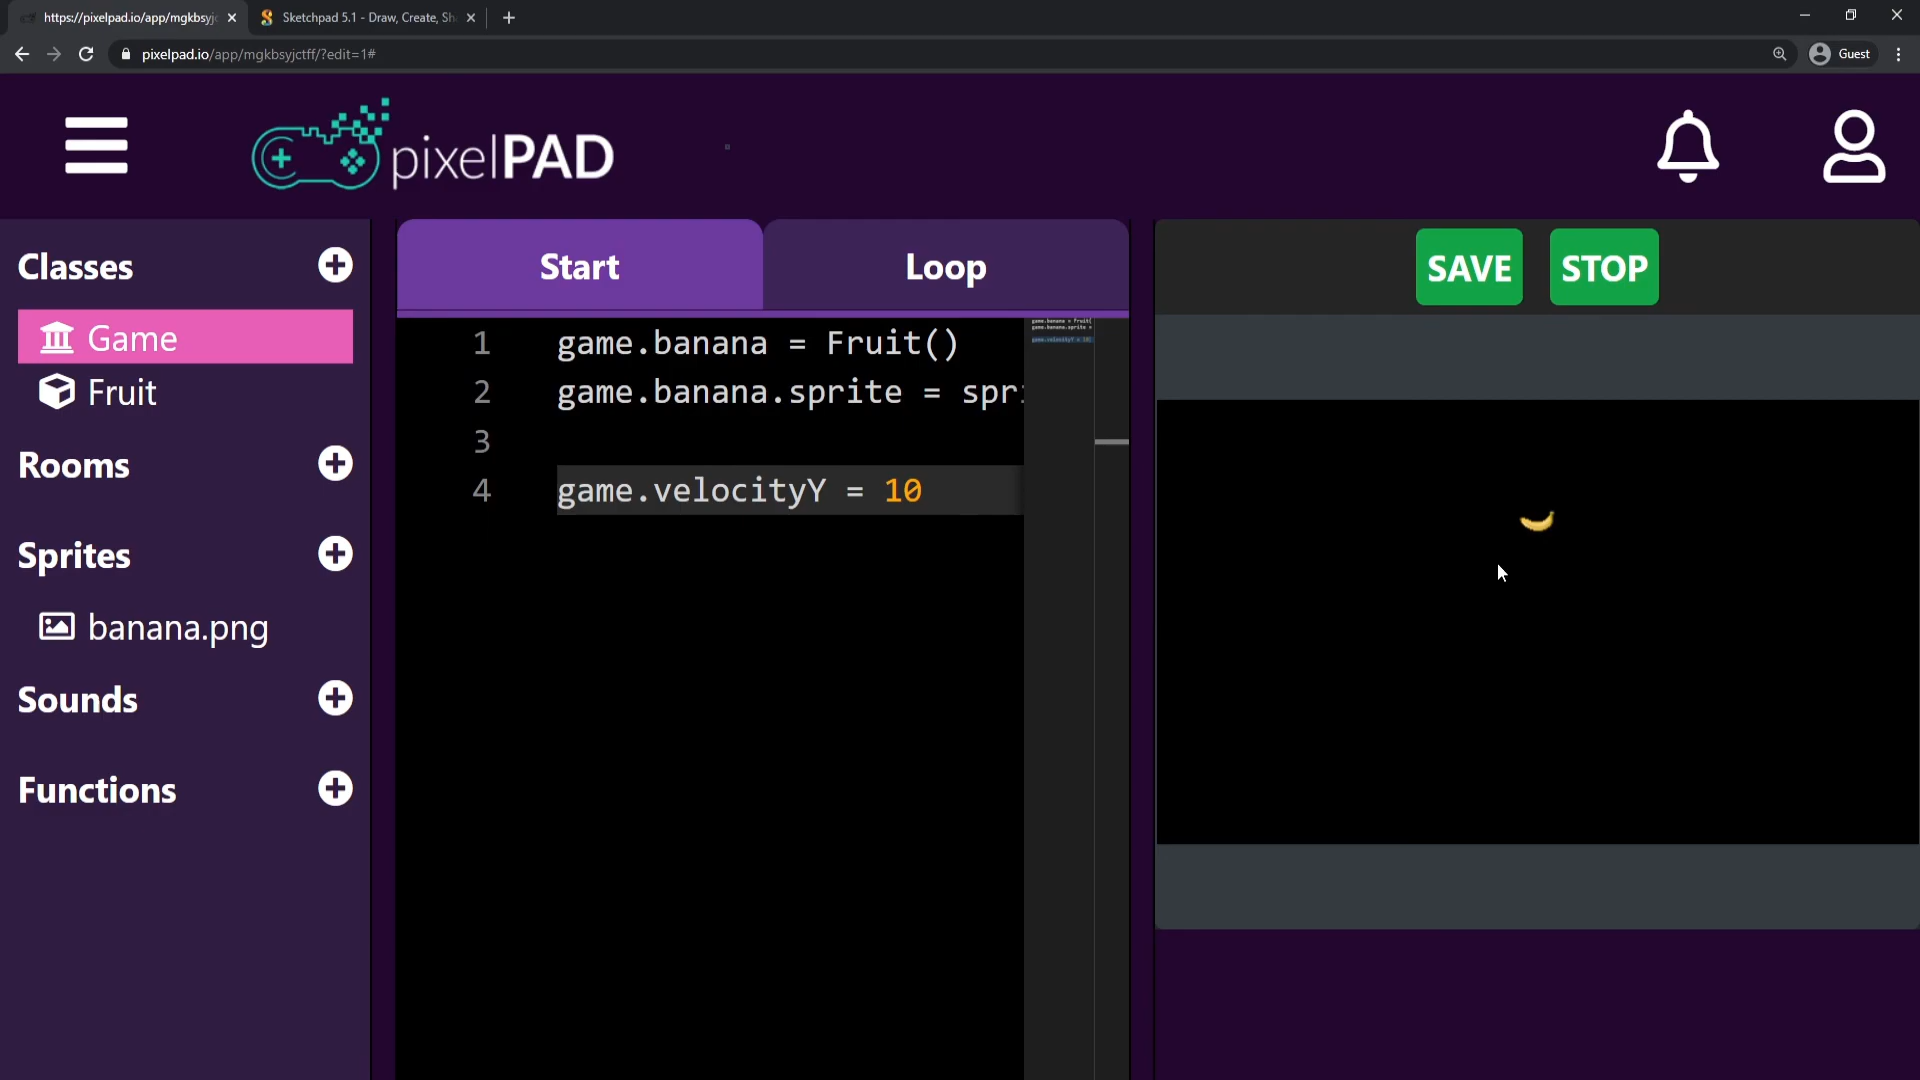 https://pixelpad.io/app/mgkbsyjc
Sketchpad 5.1 - Draw, Create, Sh
pixelpad.io/app/mgkbsyjctff/?edit=1#
Guest
pixelPAD
Classes
Game
Fruit
Rooms
Sprites
banana.png
Sounds
Functions
Start
Loop
1 game.banana = Fruit()
2 game.banana.sprite = spri
3
4 game.velocityY = 10
SAVE
STOP